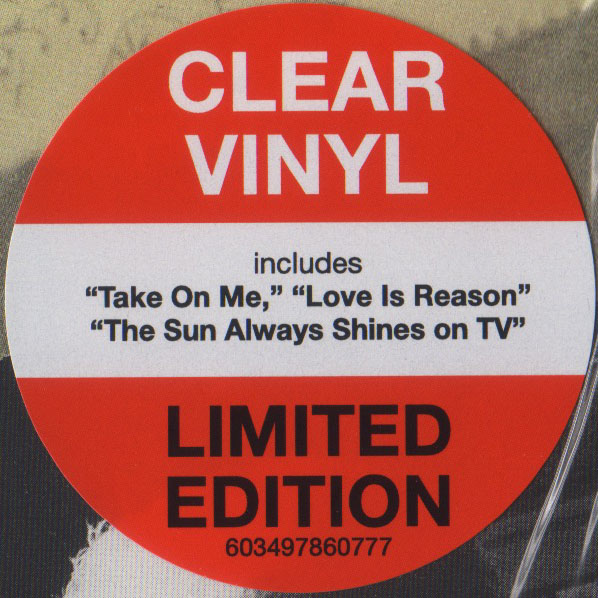 CLEAR
VINYL
includes
“Take On Me,” “Love Is Reason”
“The Sun Always Shines on TV”
LIMITED
EDITION
603497860777